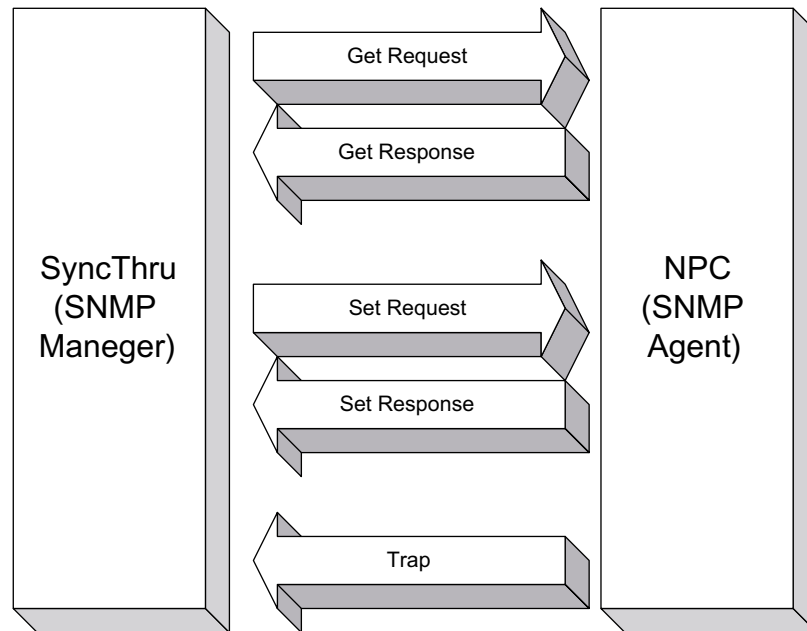 SyncThru
(SNMP
Maneger)
Get Request
Get Response
Set Request
Set Response
Trap
NPC
(SNMP
Agent)